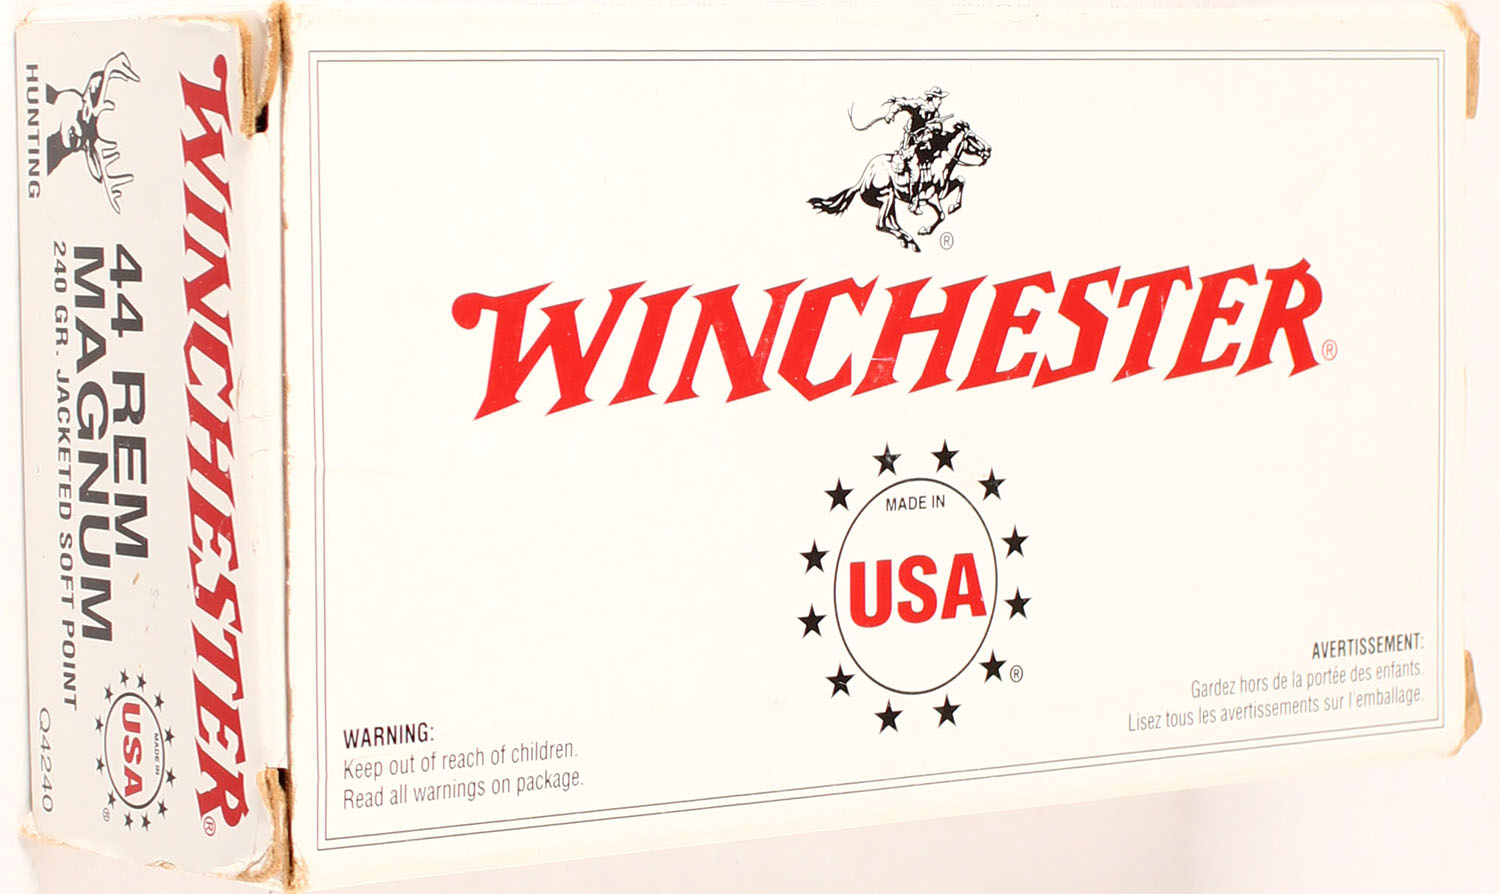 WINCHESTER®
44 REM
MAGNUM
240 GR. JACKETED SOFT POINT
HUNTING
MADE IN
USA
®
Q4240
®
WINCHESTER®
MADE IN
USA
®
WARNING:
Keep out of reach of children.
Read all warnings on package.
AVERTISSEMENT:
Gardez hors de la portée des enfants.
Lisez tous les avertissements sur l'emballage.